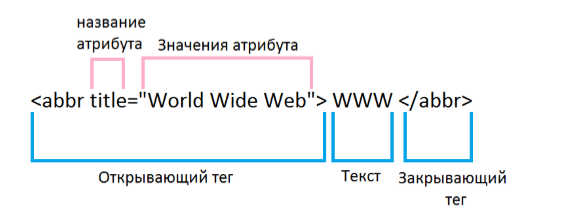 название
атрибута
Значения атрибута
<abbr title="World Wide Web"> WWW </abbr>
Открывающий тег
Текст
Закрывающий
тег